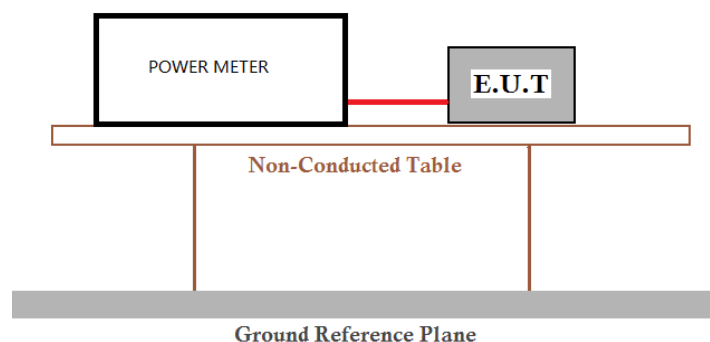 POWER METER
E.U.T
Non-Conducted Table
Ground Reference Plane